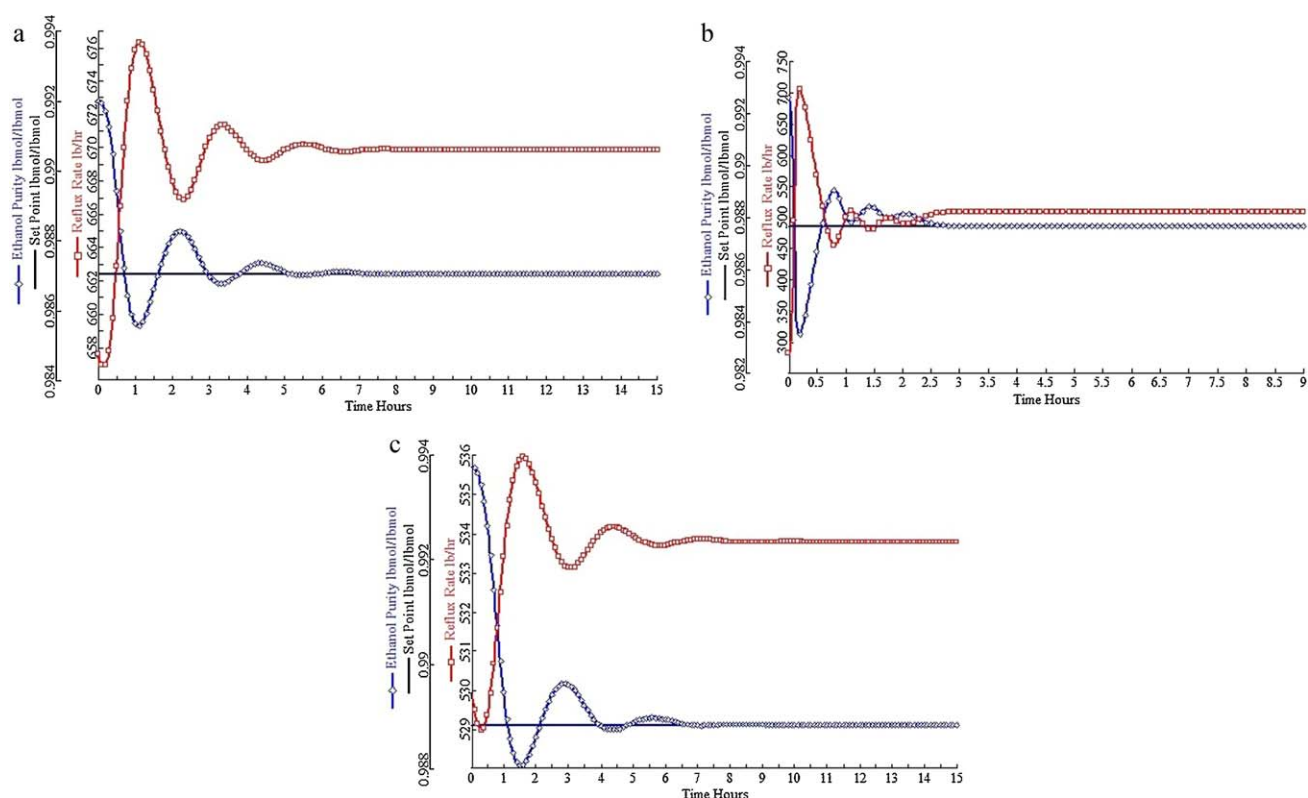 a
0.994
0.992
0.99
0.988
0.986
0.984
Ethanol Purity lbmol/lbmol
Set Point lbmol/lbmol
Reflux Rate lb/hr
676
674
672
670
668
666
664
662
660
658
0 1 2 3 4 5 6 7 8 9 10 11 12 13 14 15
Time Hours
b
0.994
0.992
0.99
0.988
0.986
0.984
0.982
Ethanol Purity lbmol/lbmol
Set Point lbmol/lbmol
Reflux Rate lb/hr
750
700
650
600
550
500
450
400
350
300
0 0.5 1 1.5 2 2.5 3 3.5 4 4.5 5 5.5 6 6.5 7 7.5 8 8.5 9
Time Hours
c
0.994
0.992
0.99
0.988
Ethanol Purity lbmol/lbmol
Set Point lbmol/lbmol
Reflux Rate lb/hr
536
535
534
533
532
531
530
529
0 1 2 3 4 5 6 7 8 9 10 11 12 13 14 15
Time Hours